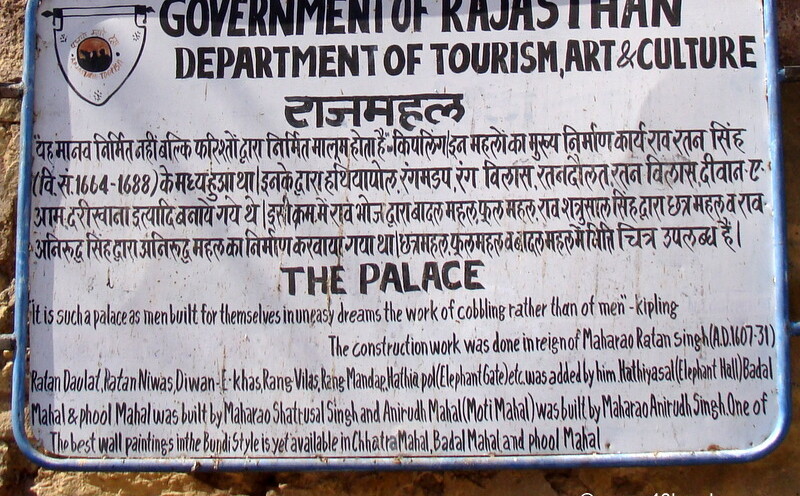 GOVERNMENT OF RAJASTHAN
DEPARTMENT OF TOURISM, ART & CULTURE
राजमहल
"यह मानव निर्मित नहीं बल्कि फरिश्तों द्वारा निर्मित मालूम होता है"-किपलिंग। इन महलों का मुख्य निर्माण कार्य राव रतन सिंह
(वि.स. 1664-1688) के मध्य हुआ था। इनके द्वारा हथियापोल, रंगमडप, रंग विलास, रतनदौलत रतन विलास, दीवान-ए-
आम, दरीखाना इत्यादि बनाये गये थे। इसी क्रम में राव भोज द्वारा बादल महल, फुल महल, राव शत्रुसाल सिंह द्वारा छत्र महल व राव
अनिरुद्ध सिंह द्वारा अनिरुद्ध महल का निर्माण करवाया गया था। छत्रमहल, फुलमहल व बादल महल में भित्ति चित्र उपलब्ध हैं।
THE PALACE
"It is such a palace as men built for themselves in uneasy dreams the work of cobbling rather than of men" - kipling
The construction work was done in reign of Maharao Ratan Singh (A.D.1607-31)
Ratan Daulat, Ratan Niwas, Diwan-E-khas, Rang Vilas, Rang Mandap, Hathia pol (Elephant Gate) etc. was added by him. Hathiyasal (Elephant Hall) Badal
Mahal & phool Mahal was built by Maharao Shatrusal Singh and Anirudh Mahal (Moti Mahal) was built by Maharao Anirudh Singh. One of
The best wall paintings in the Bundi Style is yet available in Chhatra Mahal, Badal Mahal and phool Mahal